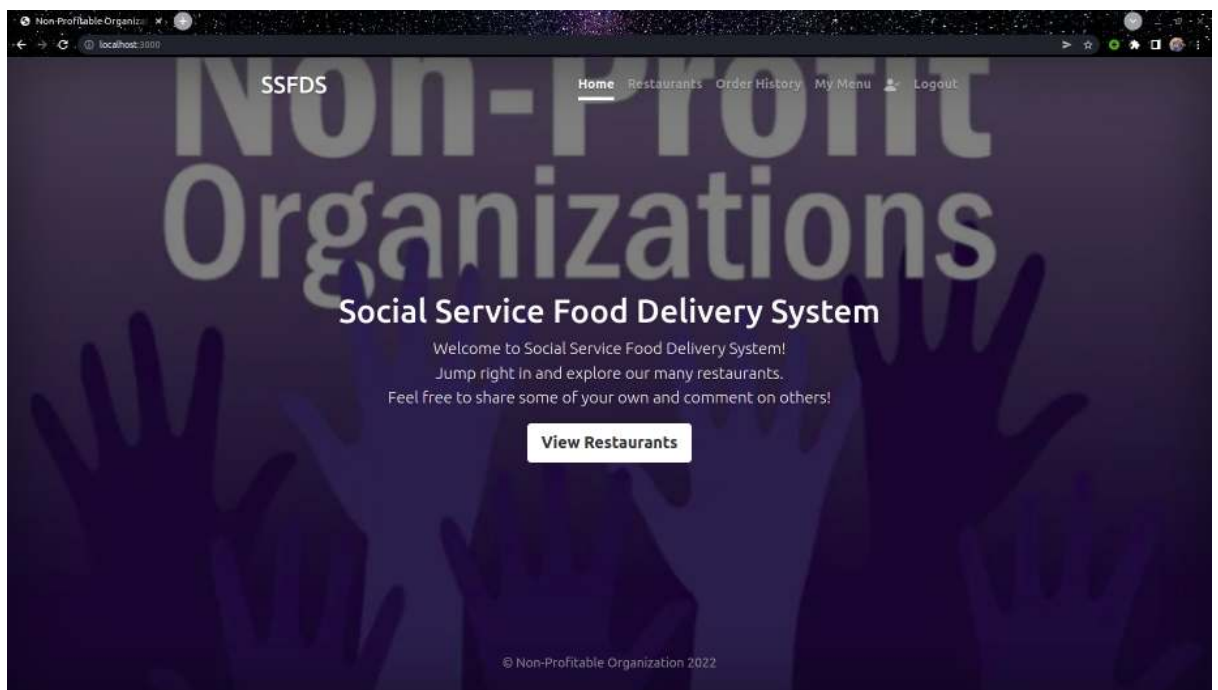 Non-Profitable Organiza
localhost:3000
SSFDS
Home Restaurants Order History My Menu Logout
Non-Profit
Organizations
Social Service Food Delivery System
Welcome to Social Service Food Delivery System!
Jump right in and explore our many restaurants.
Feel free to share some of your own and comment on others!
View Restaurants
© Non-Profitable Organization 2022